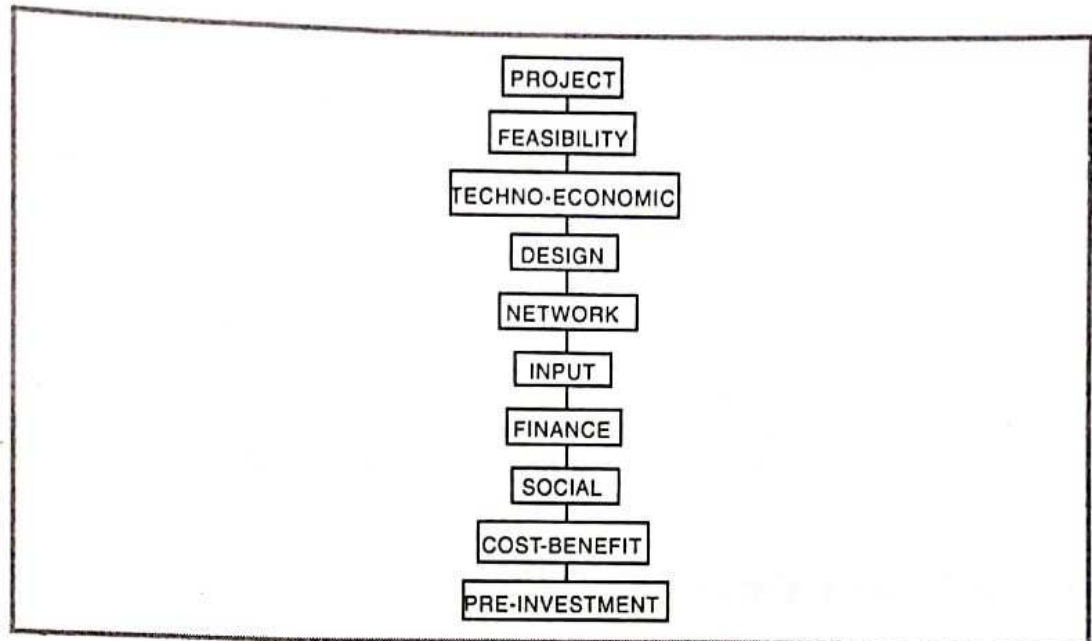 PROJECT
FEASIBILITY
TECHNO-ECONOMIC
DESIGN
NETWORK
INPUT
FINANCE
SOCIAL
COST-BENEFIT
PRE-INVESTMENT